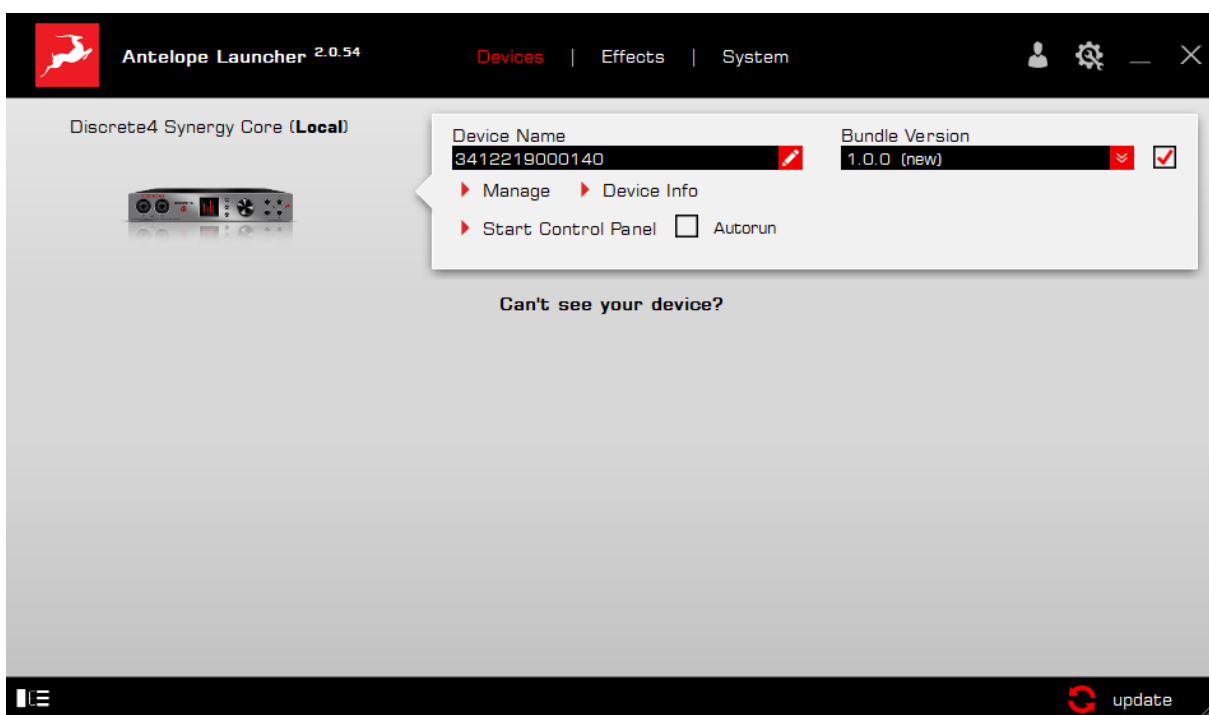 Antelope Launcher 2.0.54
Devices | Effects | System
Discrete4 Synergy Core (Local)
Device Name
Bundle Version
3412219000140
1.0.0 (new)
Manage
Device Info
Start Control Panel
Autorun
Can't see your device?
update